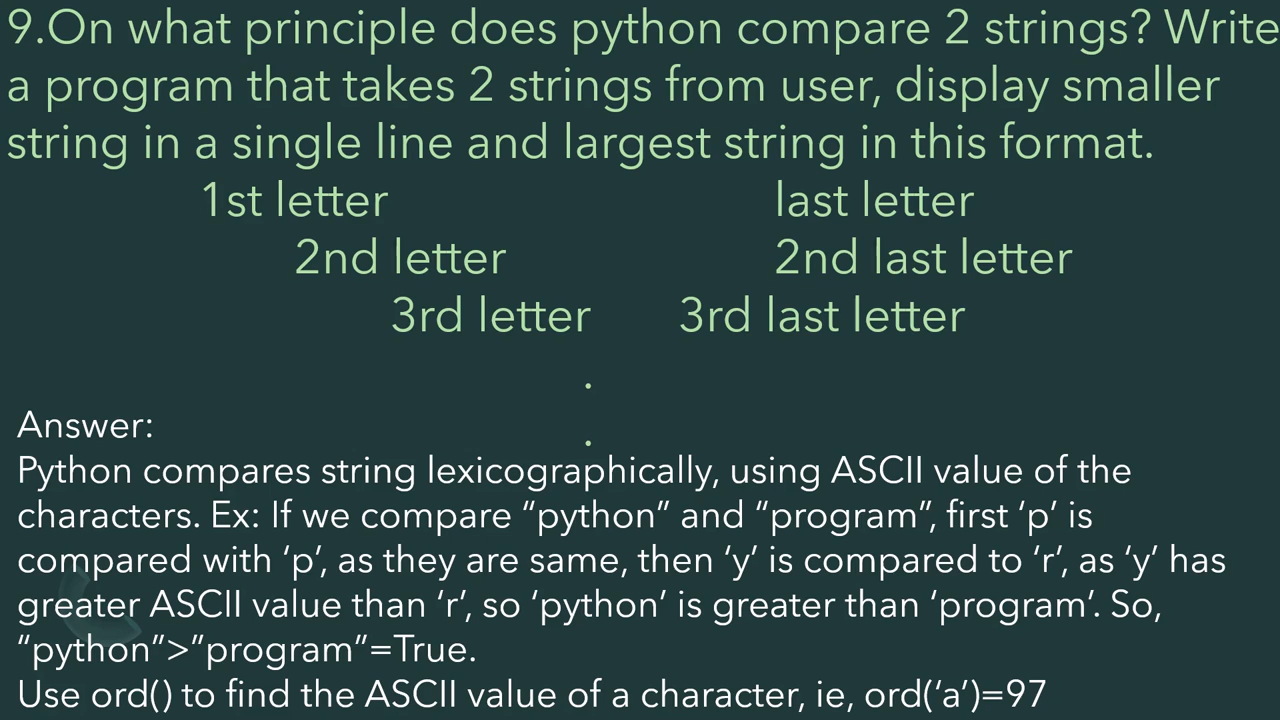 9.On what principle does python compare 2 strings? Write
a program that takes 2 strings from user, display smaller
string in a single line and largest string in this format.
1st letter last letter
2nd letter 2nd last letter
3rd letter 3rd last letter
.
Answer:
.
Python compares string lexicographically, using ASCII value of the
characters. Ex: If we compare “python” and “program”, first ‘p’ is
compared with ‘p’, as they are same, then ‘y’ is compared to ‘r’, as ‘y’ has
greater ASCII value than ‘r’, so ‘python’ is greater than ‘program’. So,
“python”>”program”=True.
Use ord() to find the ASCII value of a character, ie, ord(‘a’)=97